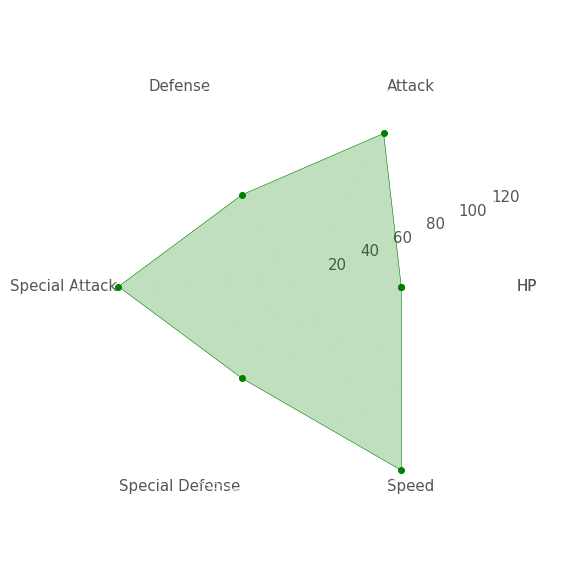 Defense
Attack
120
100
80
60
40
20
Special Attack
HP
Special Defense
Speed